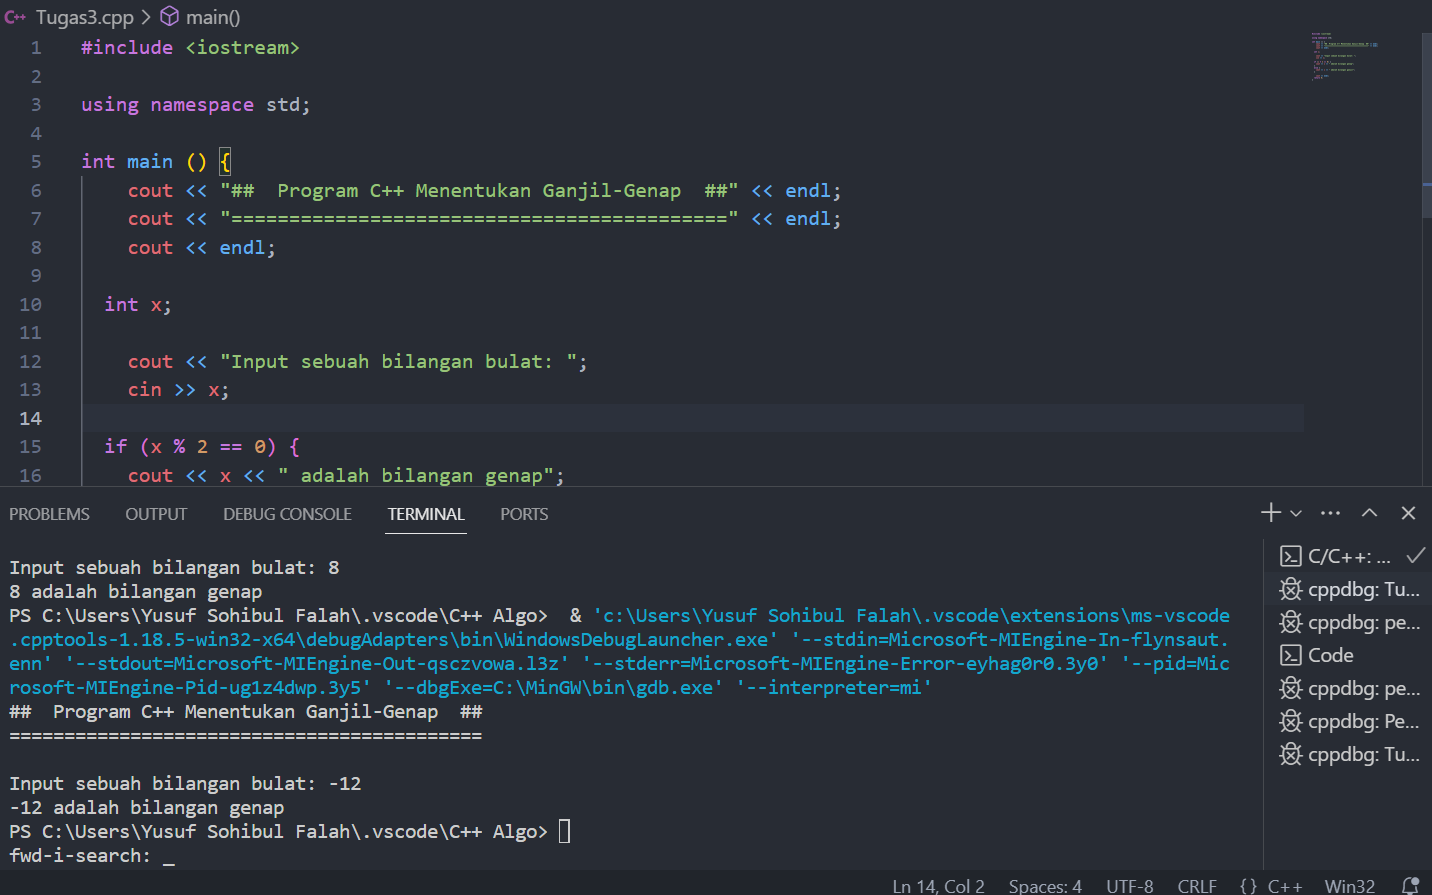 C++ Tugas3.cpp > main()
1 #include <iostream>
2
3 using namespace std;
4
5 int main () {
6 cout << "##  Program C++ Menentukan Ganjil-Genap  ##" << endl;
7 cout << "===========================================" << endl;
8 cout << endl;
9
10 int x;
11
12 cout << "Input sebuah bilangan bulat: ";
13 cin >> x;
14
15 if (x % 2 == 0) {
16 cout << x << " adalah bilangan genap";
PROBLEMS OUTPUT DEBUG CONSOLE TERMINAL PORTS
Input sebuah bilangan bulat: 8
8 adalah bilangan genap
PS C:\Users\Yusuf Sohibul Falah\.vscode\C++ Algo>  & 'c:\Users\Yusuf Sohibul Falah\.vscode\extensions\ms-vscode
.cpptools-1.18.5-win32-x64\debugAdapters\bin\WindowsDebugLauncher.exe' '--stdin=Microsoft-MIEngine-In-flynsaut.
enn' '--stdout=Microsoft-MIEngine-Out-qsczvowa.l3z' '--stderr=Microsoft-MIEngine-Error-eyhag0r0.3y0' '--pid=Mic
rosoft-MIEngine-Pid-ug1z4dwp.3y5' '--dbgExe=C:\MinGW\bin\gdb.exe' '--interpreter=mi'
##  Program C++ Menentukan Ganjil-Genap  ##
===========================================
Input sebuah bilangan bulat: -12
-12 adalah bilangan genap
PS C:\Users\Yusuf Sohibul Falah\.vscode\C++ Algo>
fwd-i-search: _
C/C++: ...
cppdbg: Tu...
cppdbg: pe...
Code
cppdbg: pe...
cppdbg: Pe...
cppdbg: Tu...
Ln 14, Col 2 Spaces: 4 UTF-8 CRLF {} C++ Win32